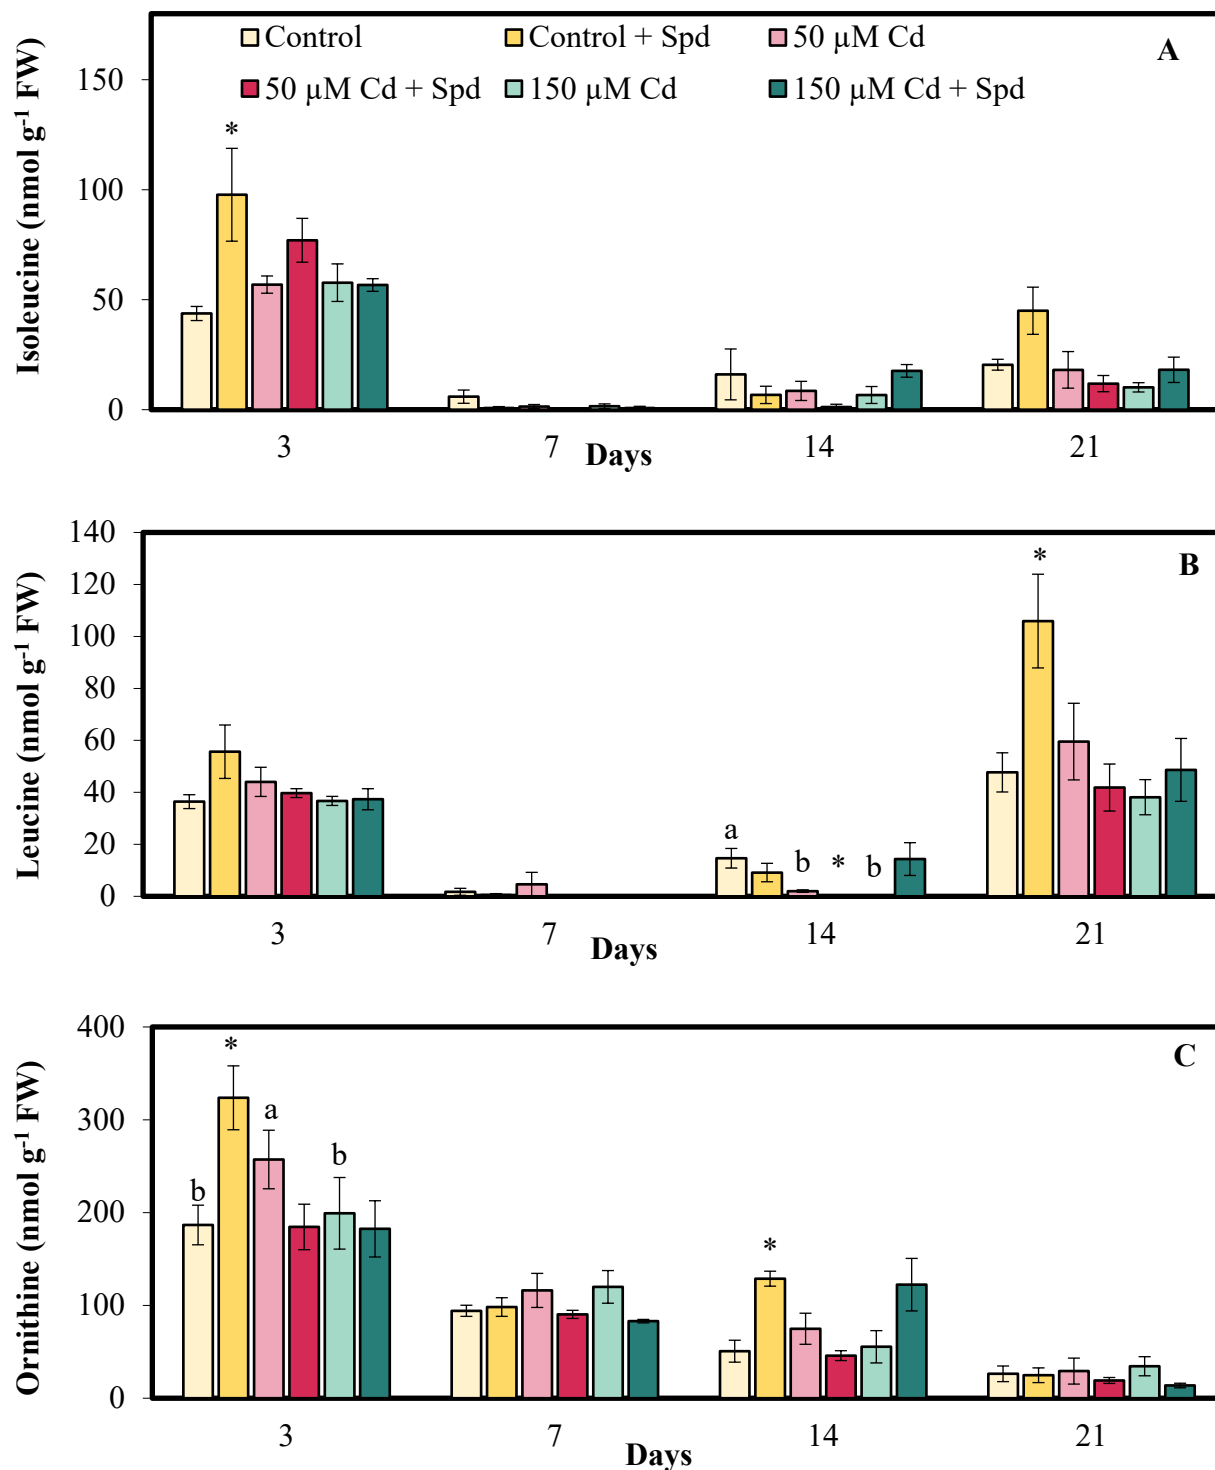 Isoleucine (nmol g⁻¹ FW)
Control
Control + Spd
50 µM Cd
50 µM Cd + Spd
150 µM Cd
150 µM Cd + Spd
A
150
100
50
0
*
3
7
14
21
Days
Leucine (nmol g⁻¹ FW)
B
140
120
100
80
60
40
20
0
a
b
*
b
*
3
7
14
21
Days
Ornithine (nmol g⁻¹ FW)
C
400
300
200
100
0
b
*
a
b
*
3
7
14
21
Days